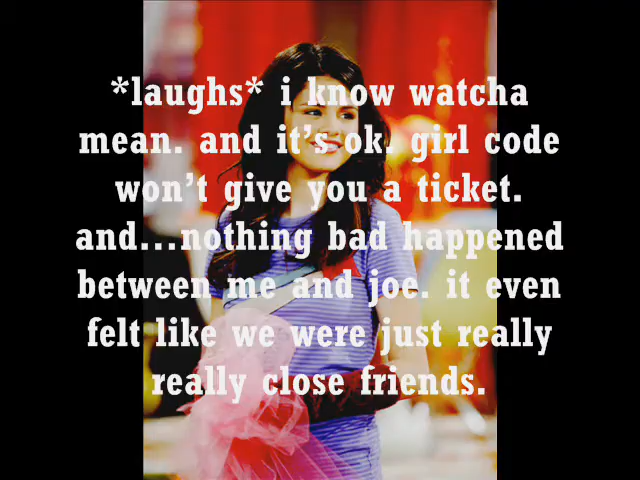 *laughs* i know watcha
mean. and it's ok. girl code
won't give you a ticket.
and...nothing bad happened
between me and joe. it even
felt like we were just really
really close friends.